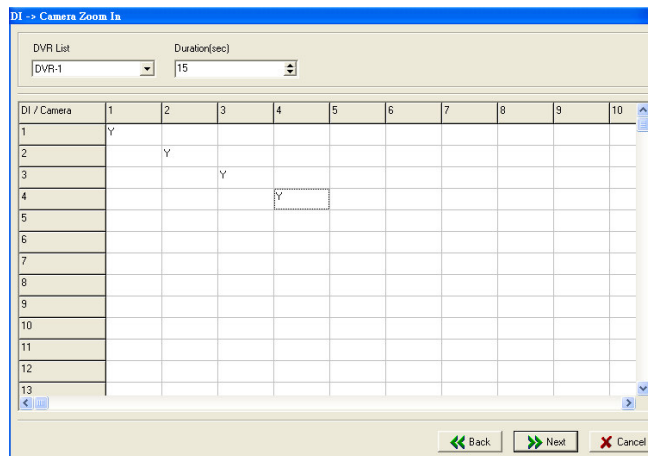 DI -> Camera Zoom In
DVR List Duration(sec)
DVR-1 15
DI / Camera 1 2 3 4 5 6 7 8 9 10
1 Y
2 Y
3 Y
4 Y
5
6
7
8
9
10
11
12
13
Back Next Cancel